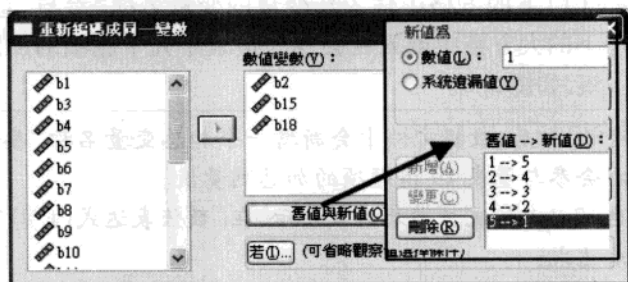 重新編碼成同一變數
b1
b3
b4
b5
b6
b7
b8
b9
b10
數值變數(V)：
b2
b15
b18
舊值與新值(O)
若(I)... (可省略觀察值選擇條件)
新值為
數值(L)： 1
系統遺漏值(Y)
舊值 --> 新值(D)：
新增(A)
變更(C)
刪除(R)
1 --> 5
2 --> 4
3 --> 3
4 --> 2
5 --> 1